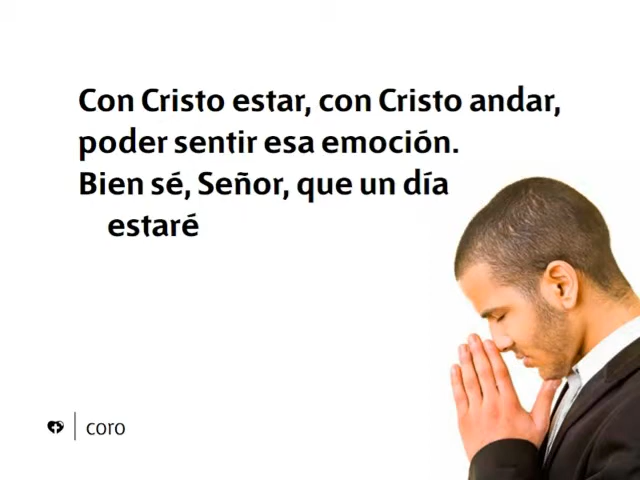 Con Cristo estar, con Cristo andar,
poder sentir esa emoción.
Bien sé, Señor, que un día
estaré
coro